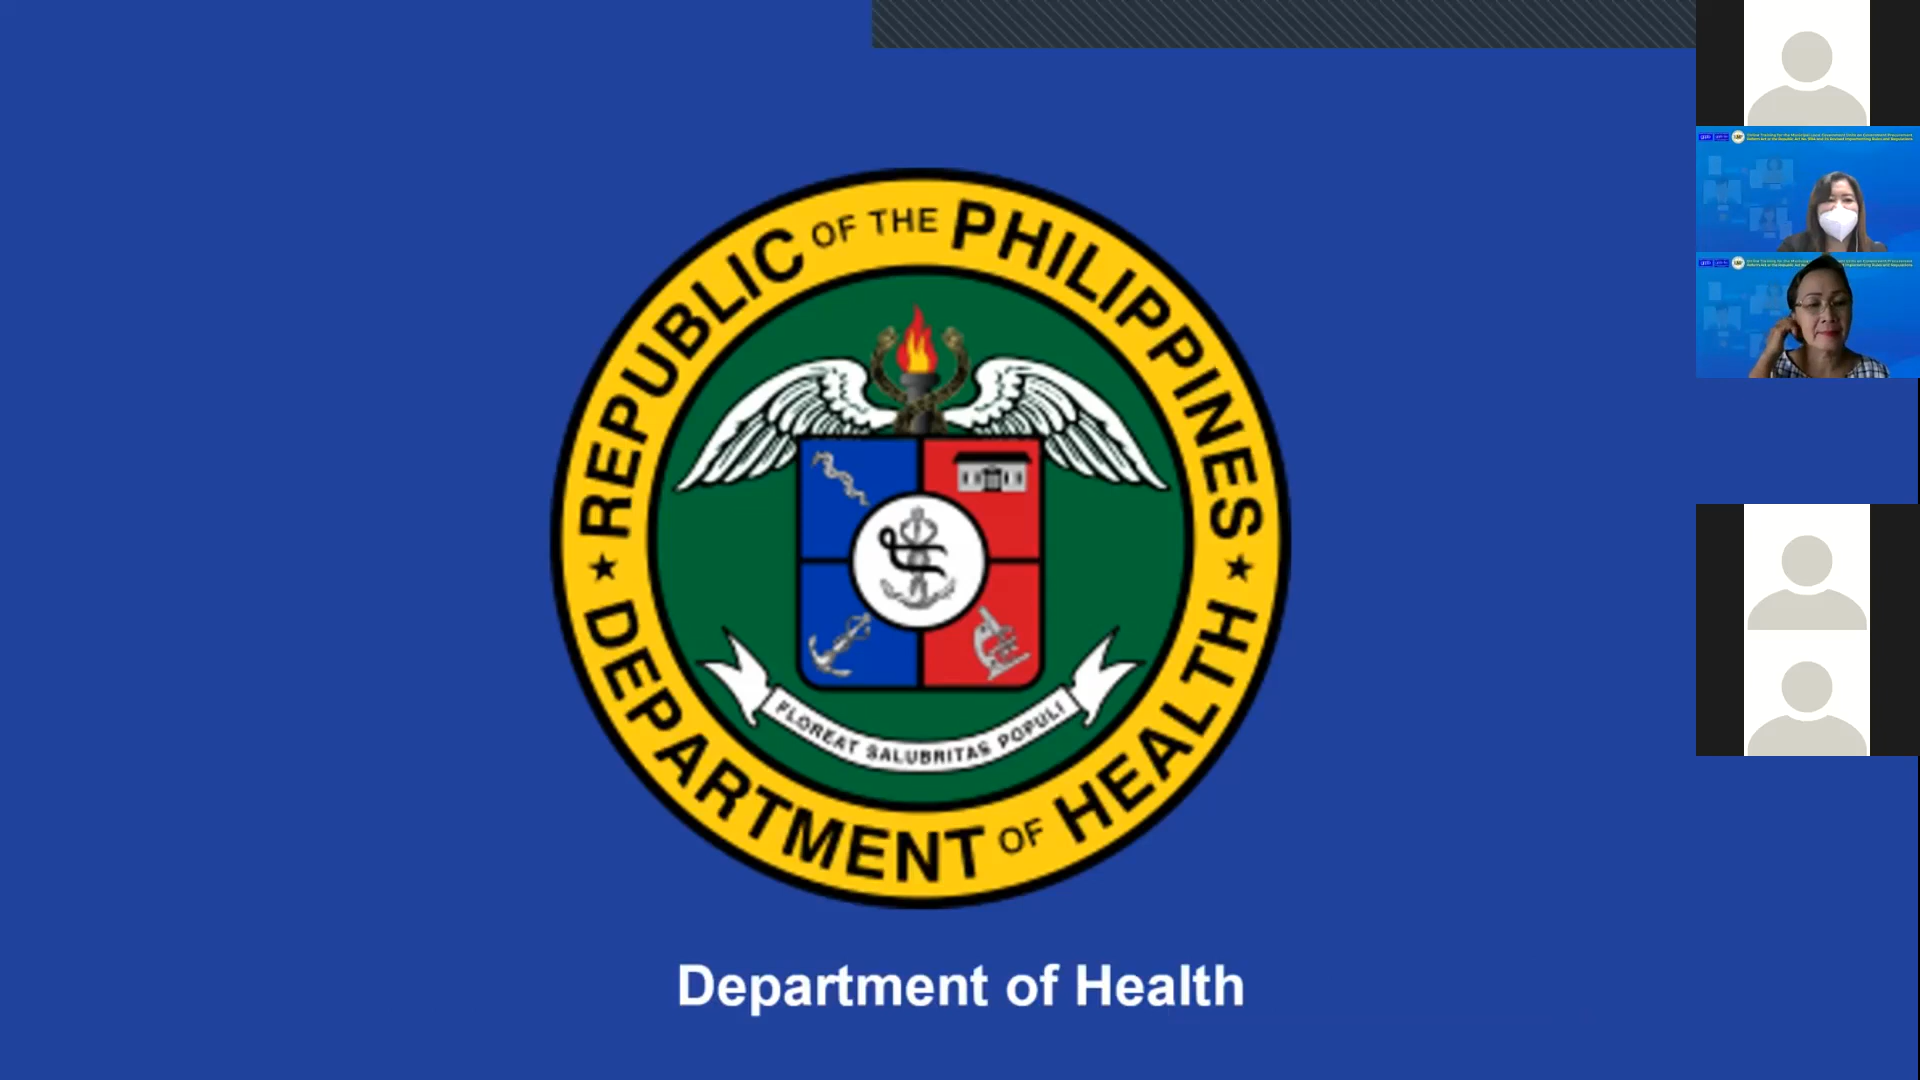 REPUBLIC OF THE PHILIPPINES
DEPARTMENT OF HEALTH
FLOREAT SALUBRITAS POPULI
Department of Health